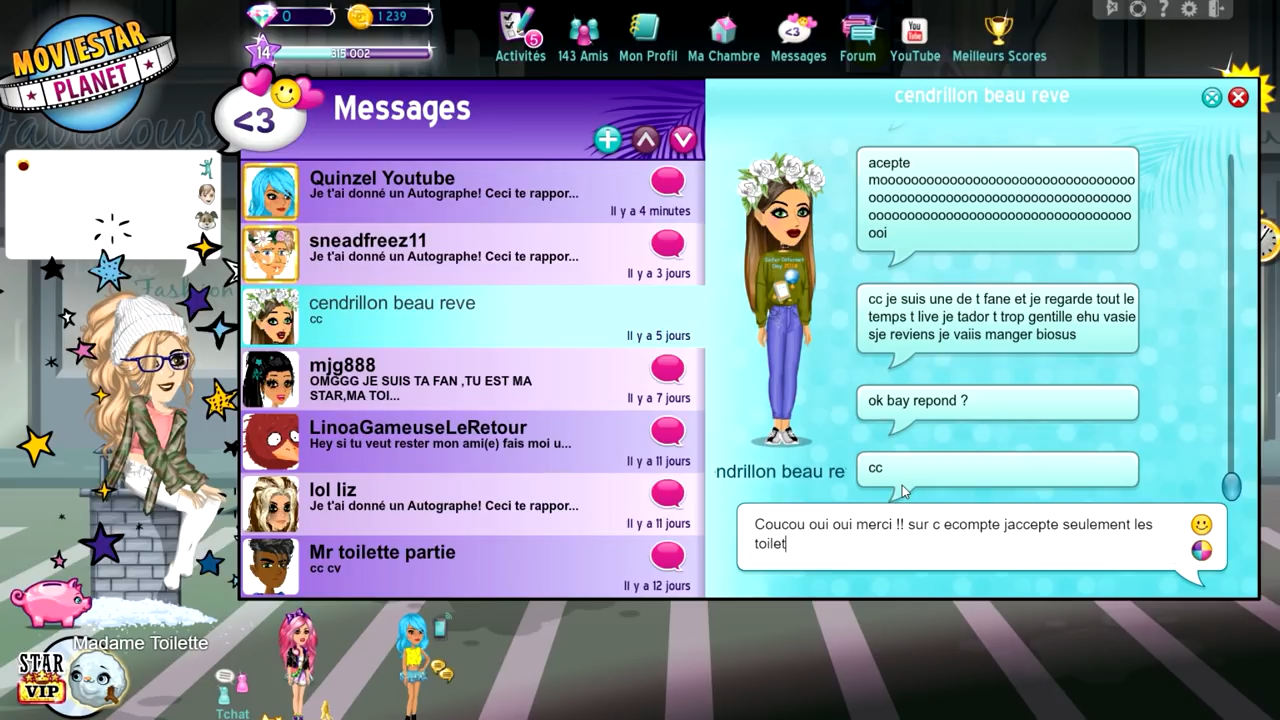 MOVIESTAR
PLANET
0
1 239
14
315 002
5
Activités
143 Amis
Mon Profil
Ma Chambre
<3
Messages
Forum
You
Tube
YouTube
Meilleurs Scores
<3
Messages
Quinzel Youtube
Je t'ai donné un Autographe! Ceci te rappor...
Il y a 4 minutes
sneadfreez11
Je t'ai donné un Autographe! Ceci te rappor...
Il y a 3 jours
cendrillon beau reve
cc
Il y a 5 jours
mjg888
OMGGG JE SUIS TA FAN ,TU EST MA
STAR,MA TOI...
Il y a 7 jours
LinoaGameuseLeRetour
Hey si tu veut rester mon ami(e) fais moi u...
Il y a 11 jours
lol liz
Je t'ai donné un Autographe! Ceci te rappor...
Il y a 11 jours
Mr toilette partie
cc cv
Il y a 12 jours
cendrillon beau reve
acepte
mooooooooooooooooooooooooooooooo
oooooooooooooooooooooooooooooooo
oooooooooooooooooooooooooooooooo
ooi
cc je suis une de t fane et je regarde tout le
temps t live je tador t trop gentille ehu vasie
sje reviens je vaiis manger biosus
ok bay repond ?
ndrillon beau re
cc
Coucou oui oui merci !! sur c ecompte jaccepte seulement les
toilet
Madame Toilette
STAR
VIP
Tchat